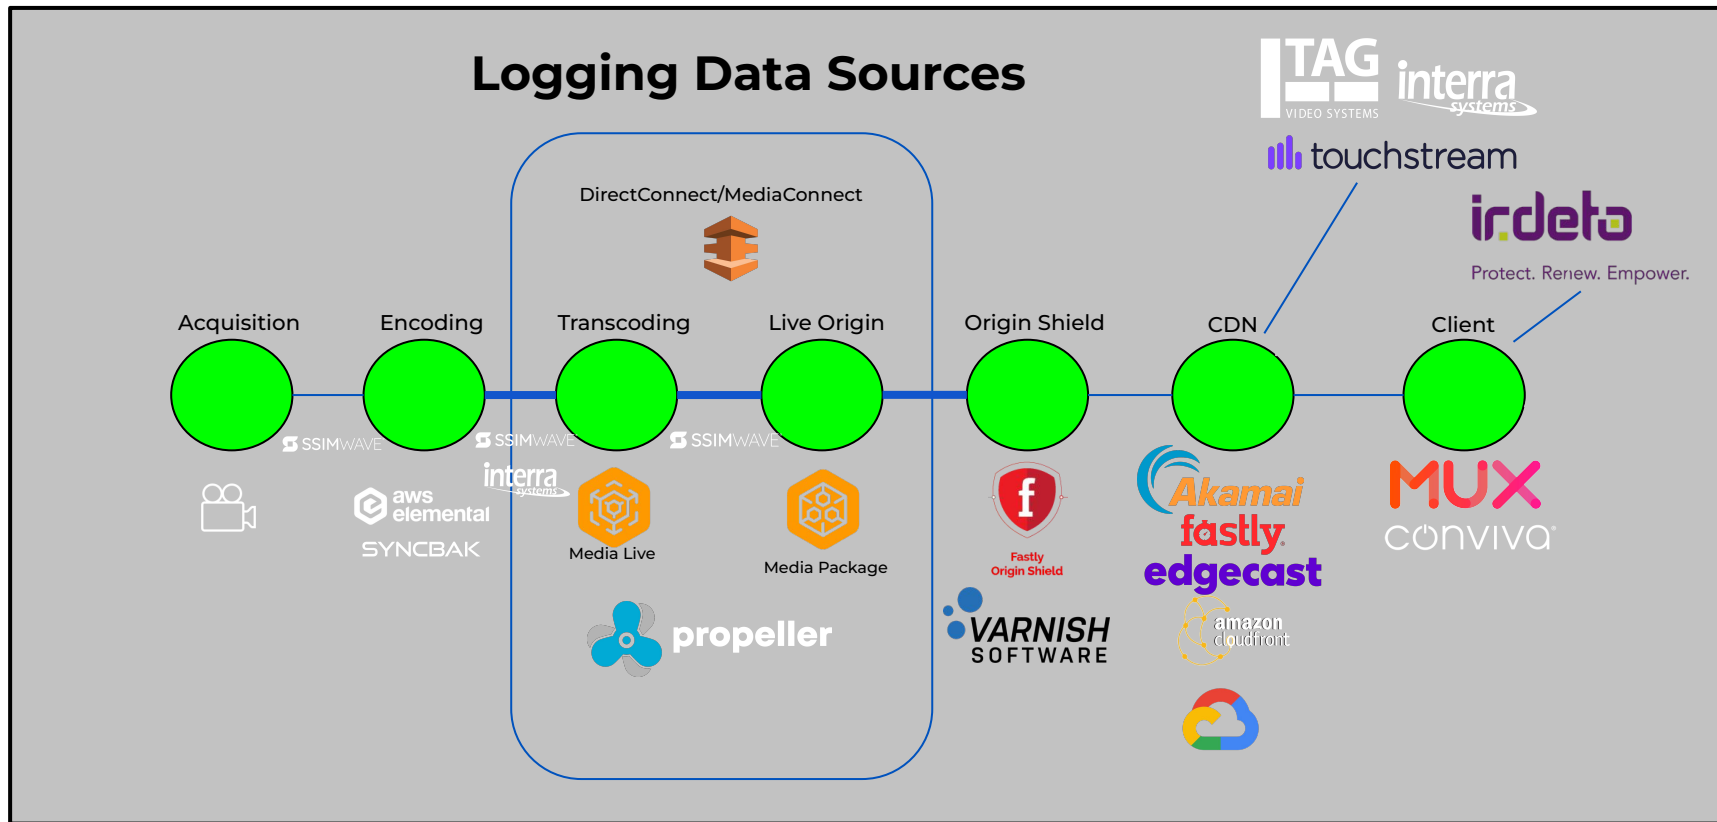 Logging Data Sources
TAG
VIDEO SYSTEMS
interra
systems
touchstream
irdeto
Protect. Renew. Empower.
DirectConnect/MediaConnect
Acquisition
Encoding
Transcoding
Live Origin
Origin Shield
CDN
Client
SSIMWAVE
SSIMWAVE
SSIMWAVE
interra
systems
aws
elemental
SYNCBAK
Media Live
Media Package
propeller
f
Fastly
Origin Shield
VARNISH
SOFTWARE
Akamai
fastly
edgecast
amazon
cloudfront
MUX
CONVIVA